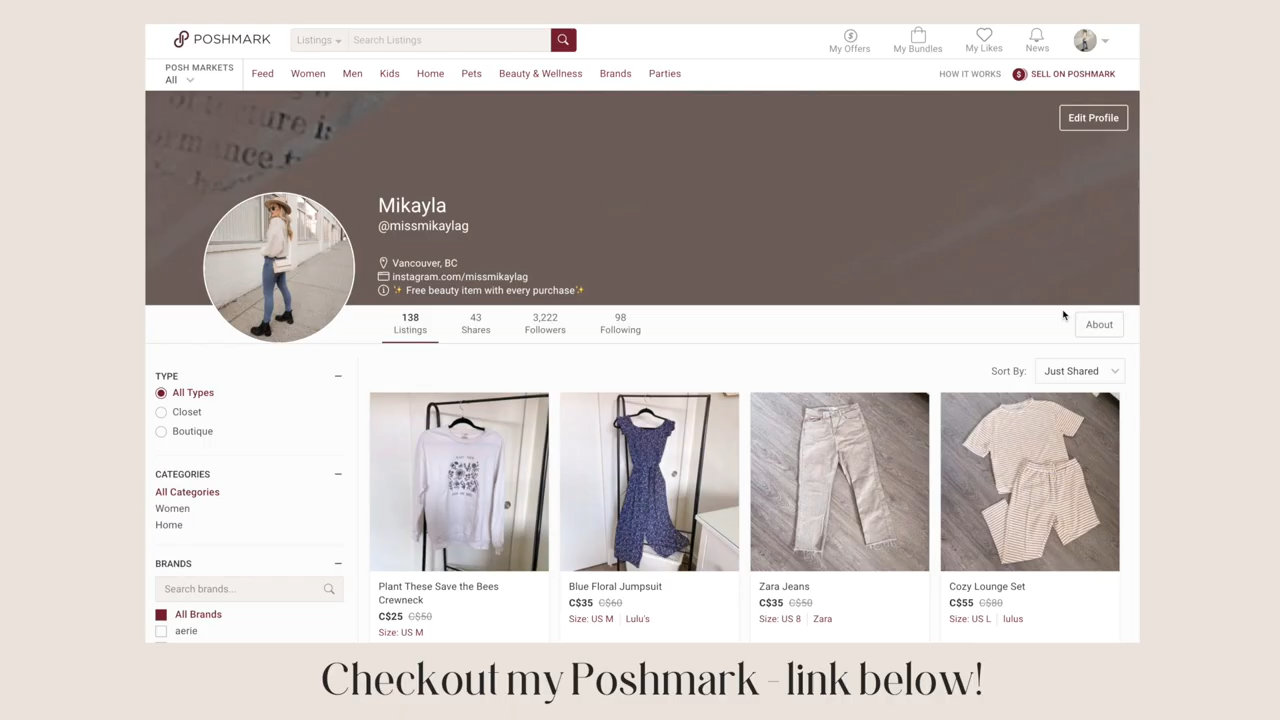 POSHMARK
Listings
Search Listings
My Offers
My Bundles
My Likes
News
POSH MARKETS
All
Feed
Women
Men
Kids
Home
Pets
Beauty & Wellness
Brands
Parties
HOW IT WORKS
$ SELL ON POSHMARK
Edit Profile
Mikayla
@missmikaylag
Vancouver, BC
instagram.com/missmikaylag
✨ Free beauty item with every purchase✨
138
Listings
43
Shares
3,222
Followers
98
Following
About
Sort By:
Just Shared
TYPE
All Types
Closet
Boutique
CATEGORIES
All Categories
Women
Home
BRANDS
Search brands...
All Brands
aerie
Plant These Save the Bees
Crewneck
C$25 C$50
Size: US M
Blue Floral Jumpsuit
C$35 C$60
Size: US M
Lulu's
Zara Jeans
C$35 C$50
Size: US 8
Zara
Cozy Lounge Set
C$55 C$80
Size: US L
lulus
Checkout my Poshmark - link below!